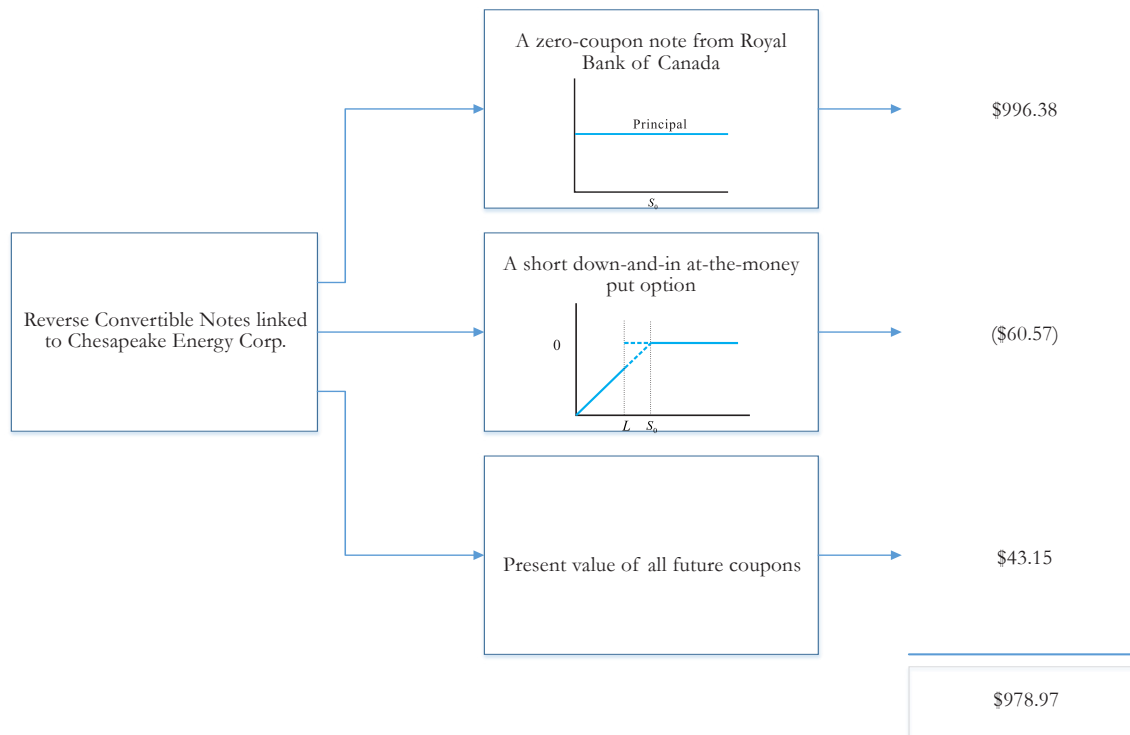 A zero-coupon note from Royal
Bank of Canada
Principal
S₀
$996.38
Reverse Convertible Notes linked
to Chesapeake Energy Corp.
A short down-and-in at-the-money
put option
0
L S₀
($60.57)
Present value of all future coupons
$43.15
$978.97